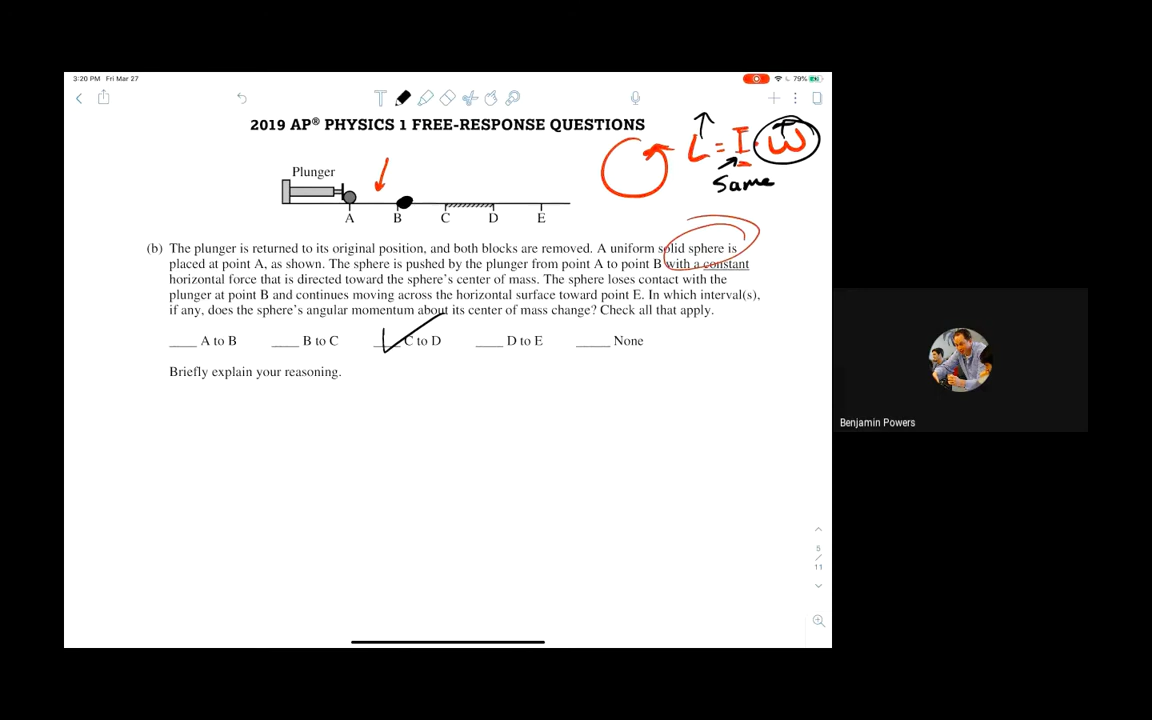 3:20 PM Fri Mar 27
79%
2019 AP® PHYSICS 1 FREE-RESPONSE QUESTIONS
L = I · ω
Same
Plunger
A B C D E
(b) The plunger is returned to its original position, and both blocks are removed. A uniform solid sphere is
placed at point A, as shown. The sphere is pushed by the plunger from point A to point B with a constant
horizontal force that is directed toward the sphere's center of mass. The sphere loses contact with the
plunger at point B and continues moving across the horizontal surface toward point E. In which interval(s),
if any, does the sphere's angular momentum about its center of mass change? Check all that apply.
____ A to B ____ B to C ____ C to D ____ D to E _____ None
Briefly explain your reasoning.
Benjamin Powers
5
/
11